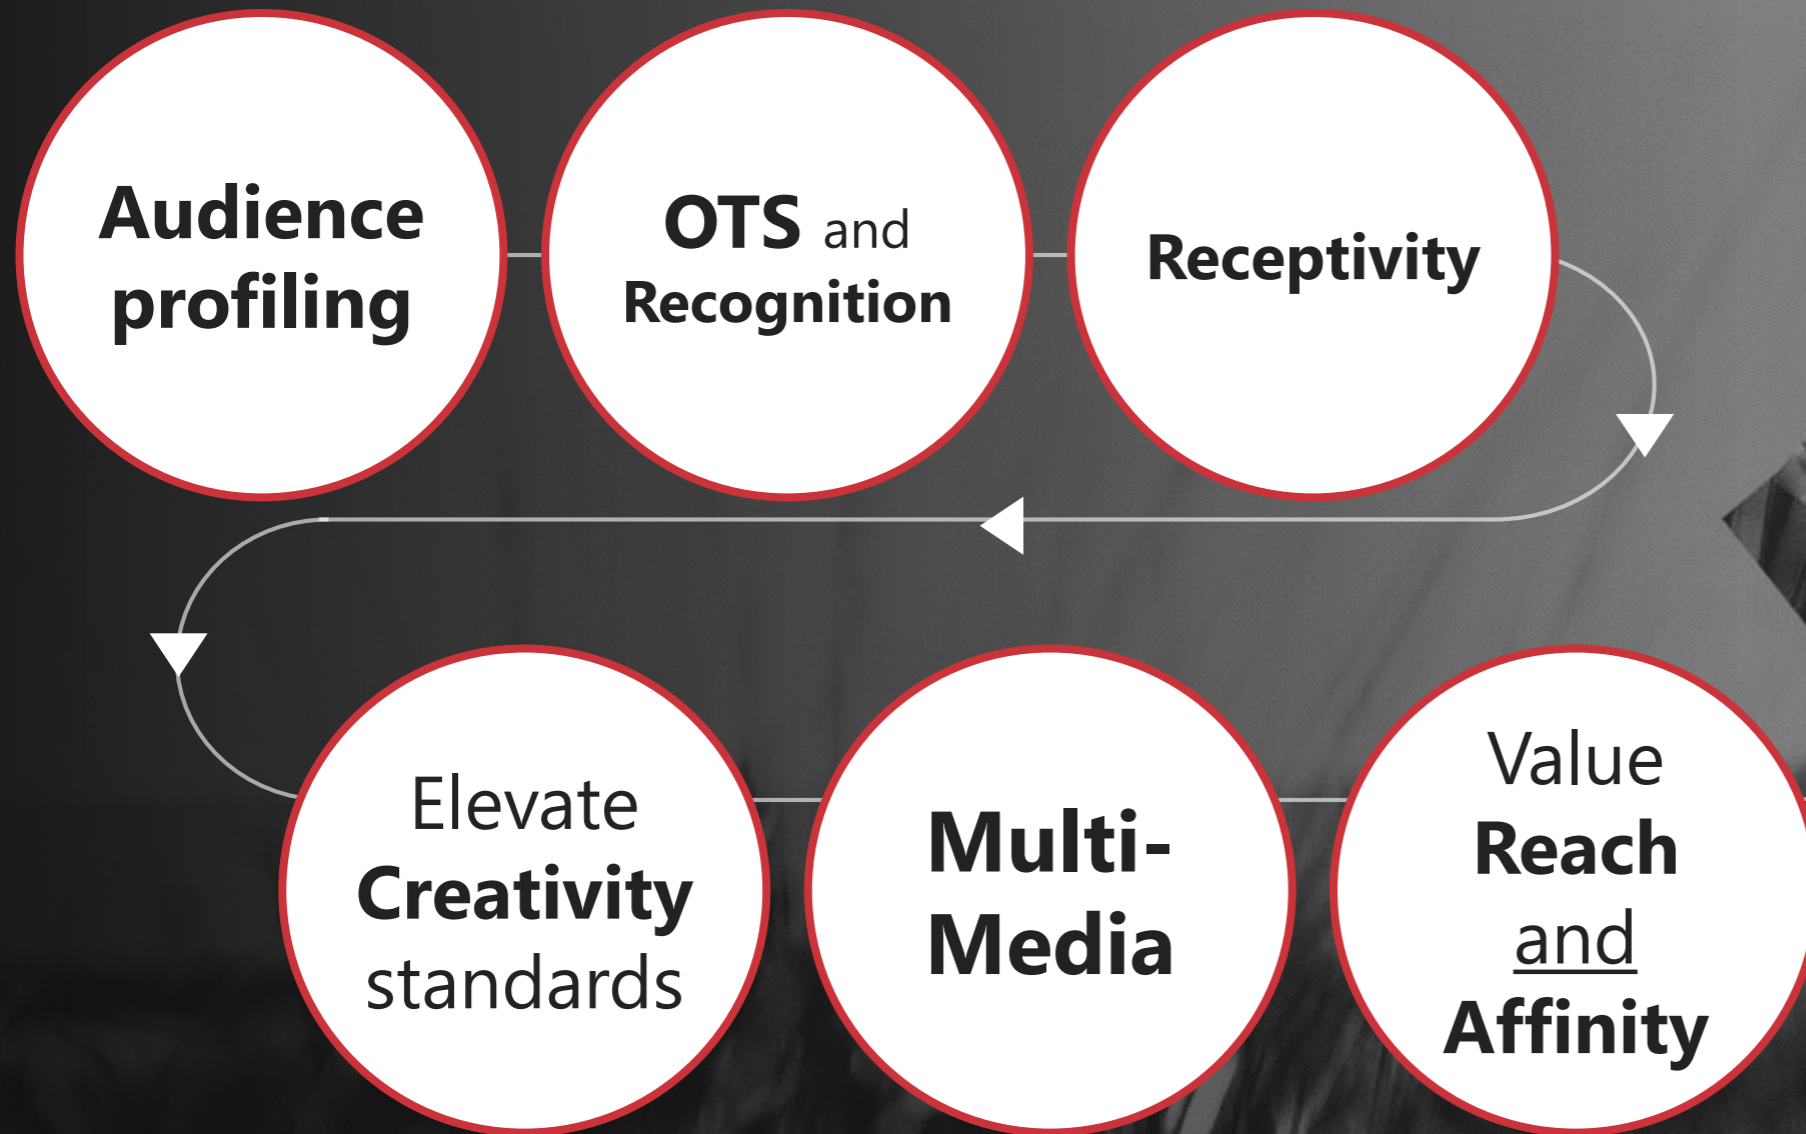 Audience
profiling
OTS and
Recognition
Receptivity
Elevate
Creativity
standards
Multi-
Media
Value
Reach
and
Affinity